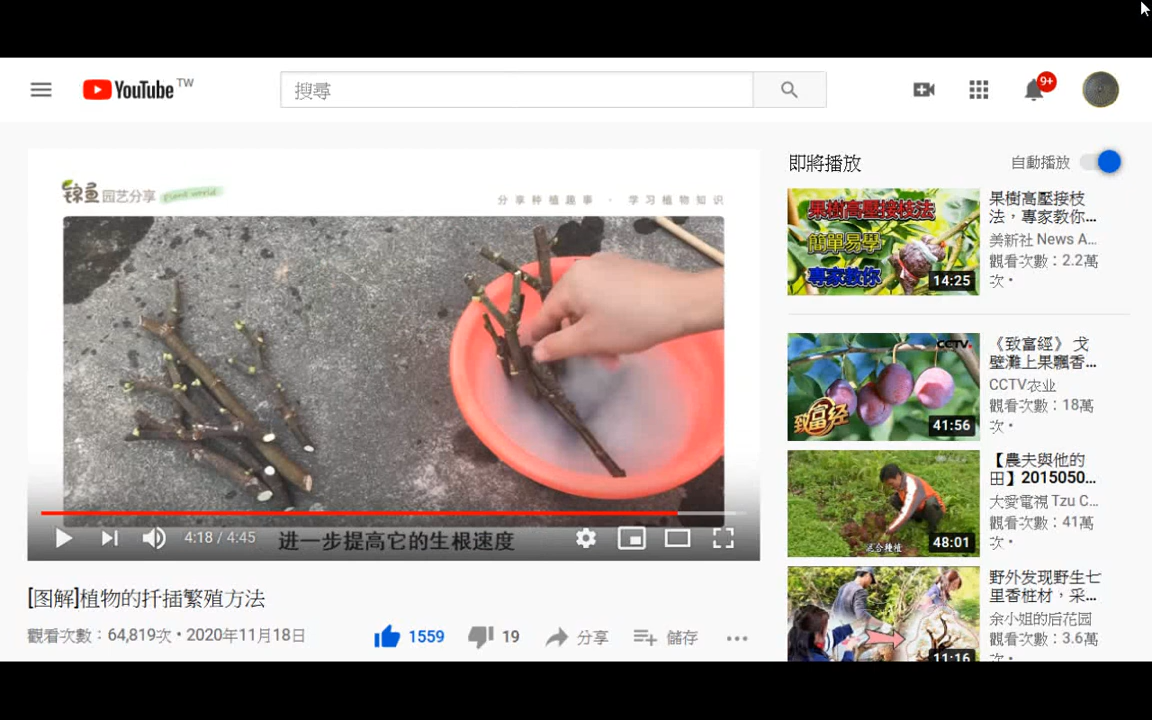 YouTube TW
搜尋
9+
锦鱼园艺分享 plant world
分享种植趣事 · 学习植物知识
进一步提高它的生根速度
4:18 / 4:45
[图解]植物的扦插繁殖方法
觀看次數：64,819次 • 2020年11月18日
1559
19
分享
儲存
即將播放
自動播放
果樹高壓接枝法
簡單易學
專家教你
14:25
果樹高壓接枝
法，專家教你...
美新社 News A...
觀看次數：2.2萬
次 •
CCTV.
致富经
41:56
《致富經》 戈
壁灘上果飄香...
CCTV农业
觀看次數：18萬
次 •
混合種植
48:01
【農夫與他的
田】2015050...
大愛電視 Tzu C...
觀看次數：41萬
次 •
11:16
野外发现野生七
里香桩材，采...
余小姐的后花园
觀看次數：3.6萬
次 •